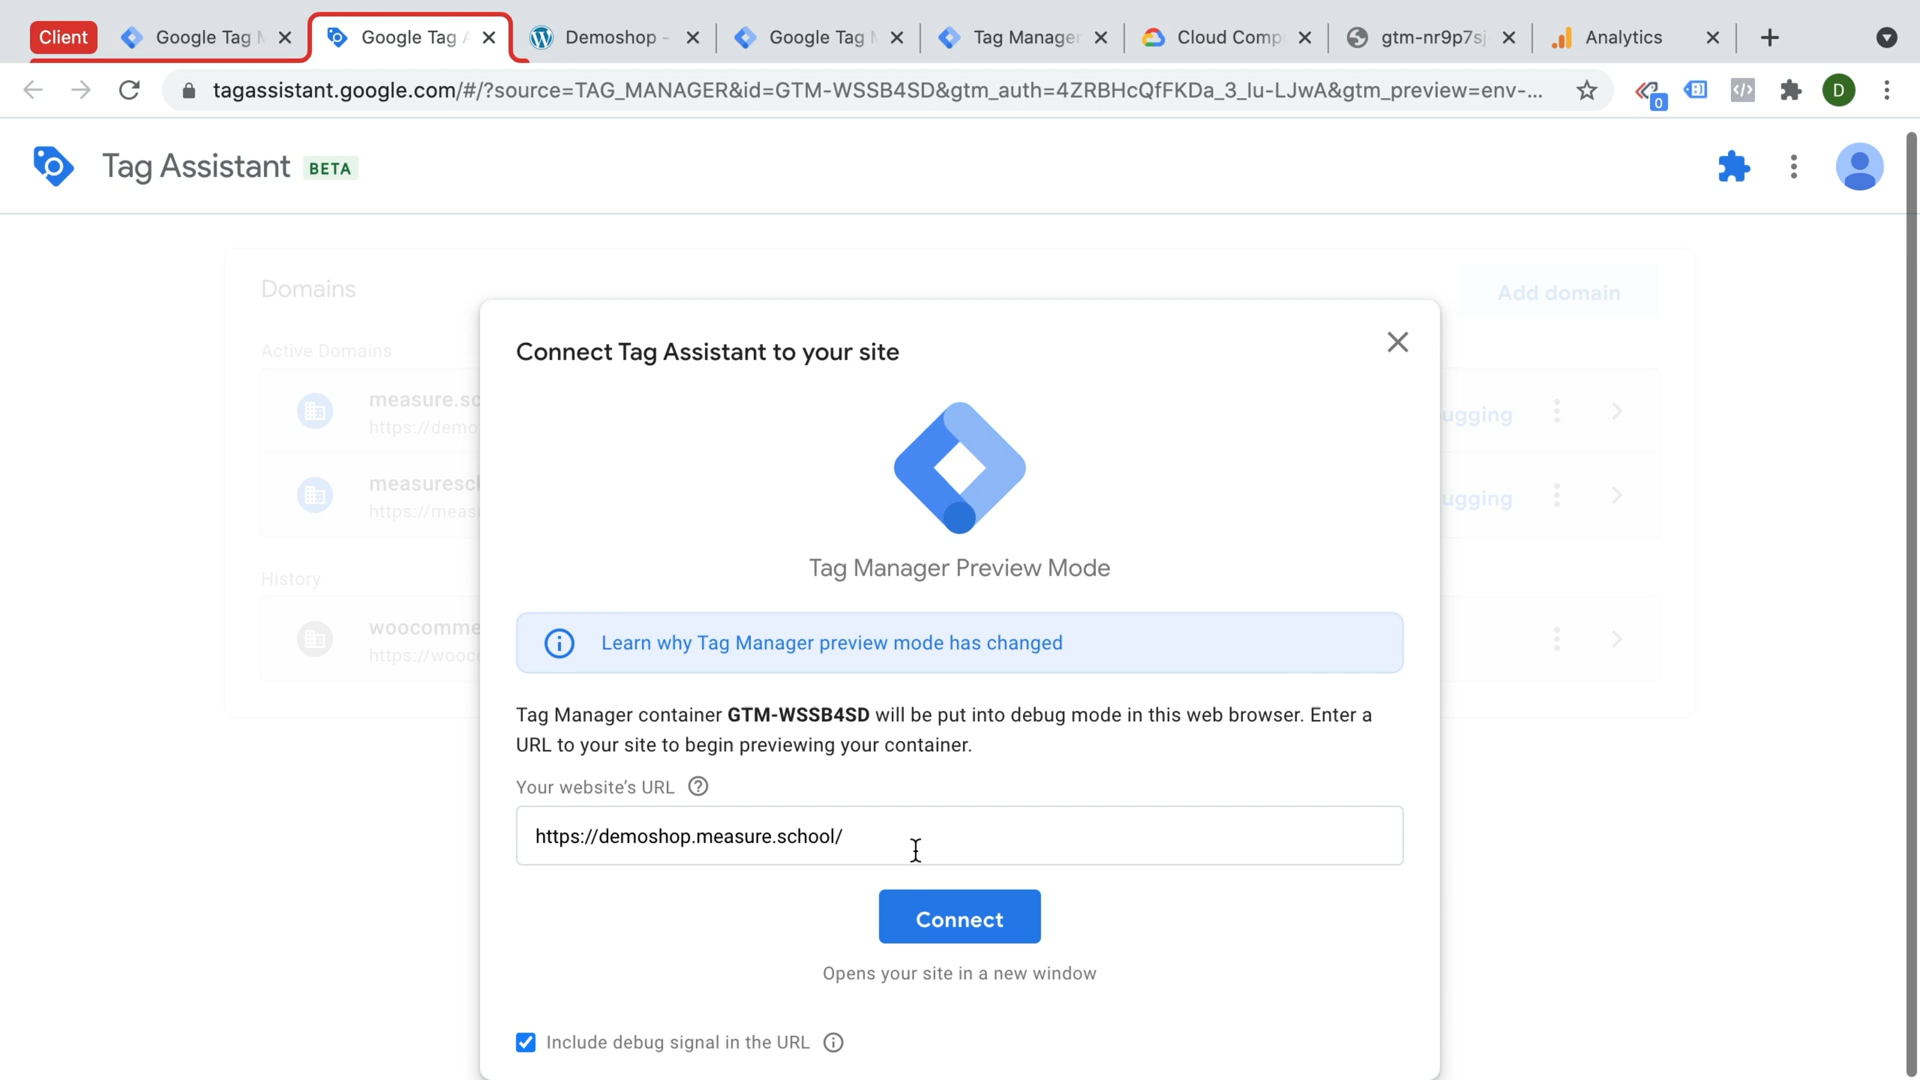 Client
Google Tag M
Google Tag A
Demoshop -
Google Tag M
Tag Manager
Cloud Comp
gtm-nr9p7sj
Analytics
tagassistant.google.com/#/?source=TAG_MANAGER&id=GTM-WSSB4SD&gtm_auth=4ZRBHcQfFKDa_3_lu-LJwA&gtm_preview=env-...
0
D
Tag Assistant BETA
Domains
Add domain
Connect Tag Assistant to your site
Active Domains
measure.sc
https://demo
ugging
measurescl
https://meas
ugging
Tag Manager Preview Mode
History
woocomme
https://wooc
Learn why Tag Manager preview mode has changed
Tag Manager container GTM-WSSB4SD will be put into debug mode in this web browser. Enter a
URL to your site to begin previewing your container.
Your website's URL
https://demoshop.measure.school/
Connect
Opens your site in a new window
Include debug signal in the URL